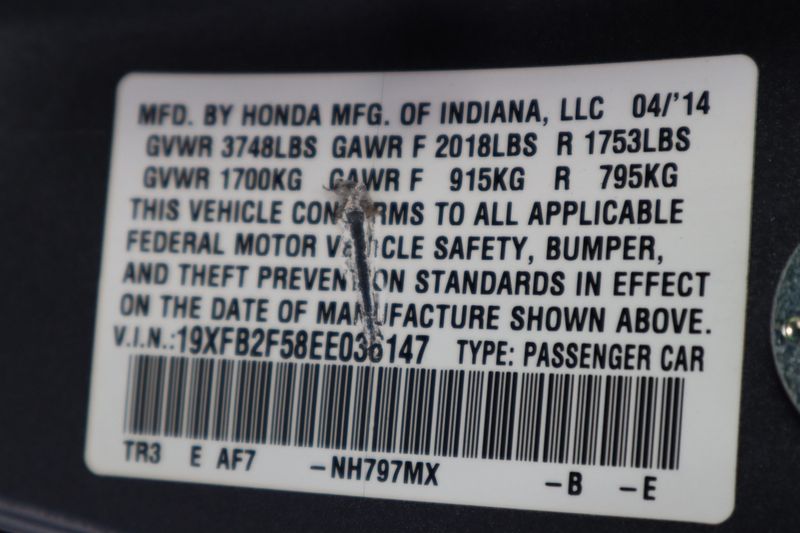 MFD. BY HONDA MFG. OF INDIANA, LLC 04/'14
GVWR 3748LBS GAWR F 2018LBS R 1753LBS
GVWR 1700KG GAWR F 915KG R 795KG
THIS VEHICLE CONFORMS TO ALL APPLICABLE
FEDERAL MOTOR VEHICLE SAFETY, BUMPER,
AND THEFT PREVENTION STANDARDS IN EFFECT
ON THE DATE OF MANUFACTURE SHOWN ABOVE.
V.I.N.:19XFB2F58EE036147 TYPE: PASSENGER CAR
TR3 E AF7 -NH797MX -B -E